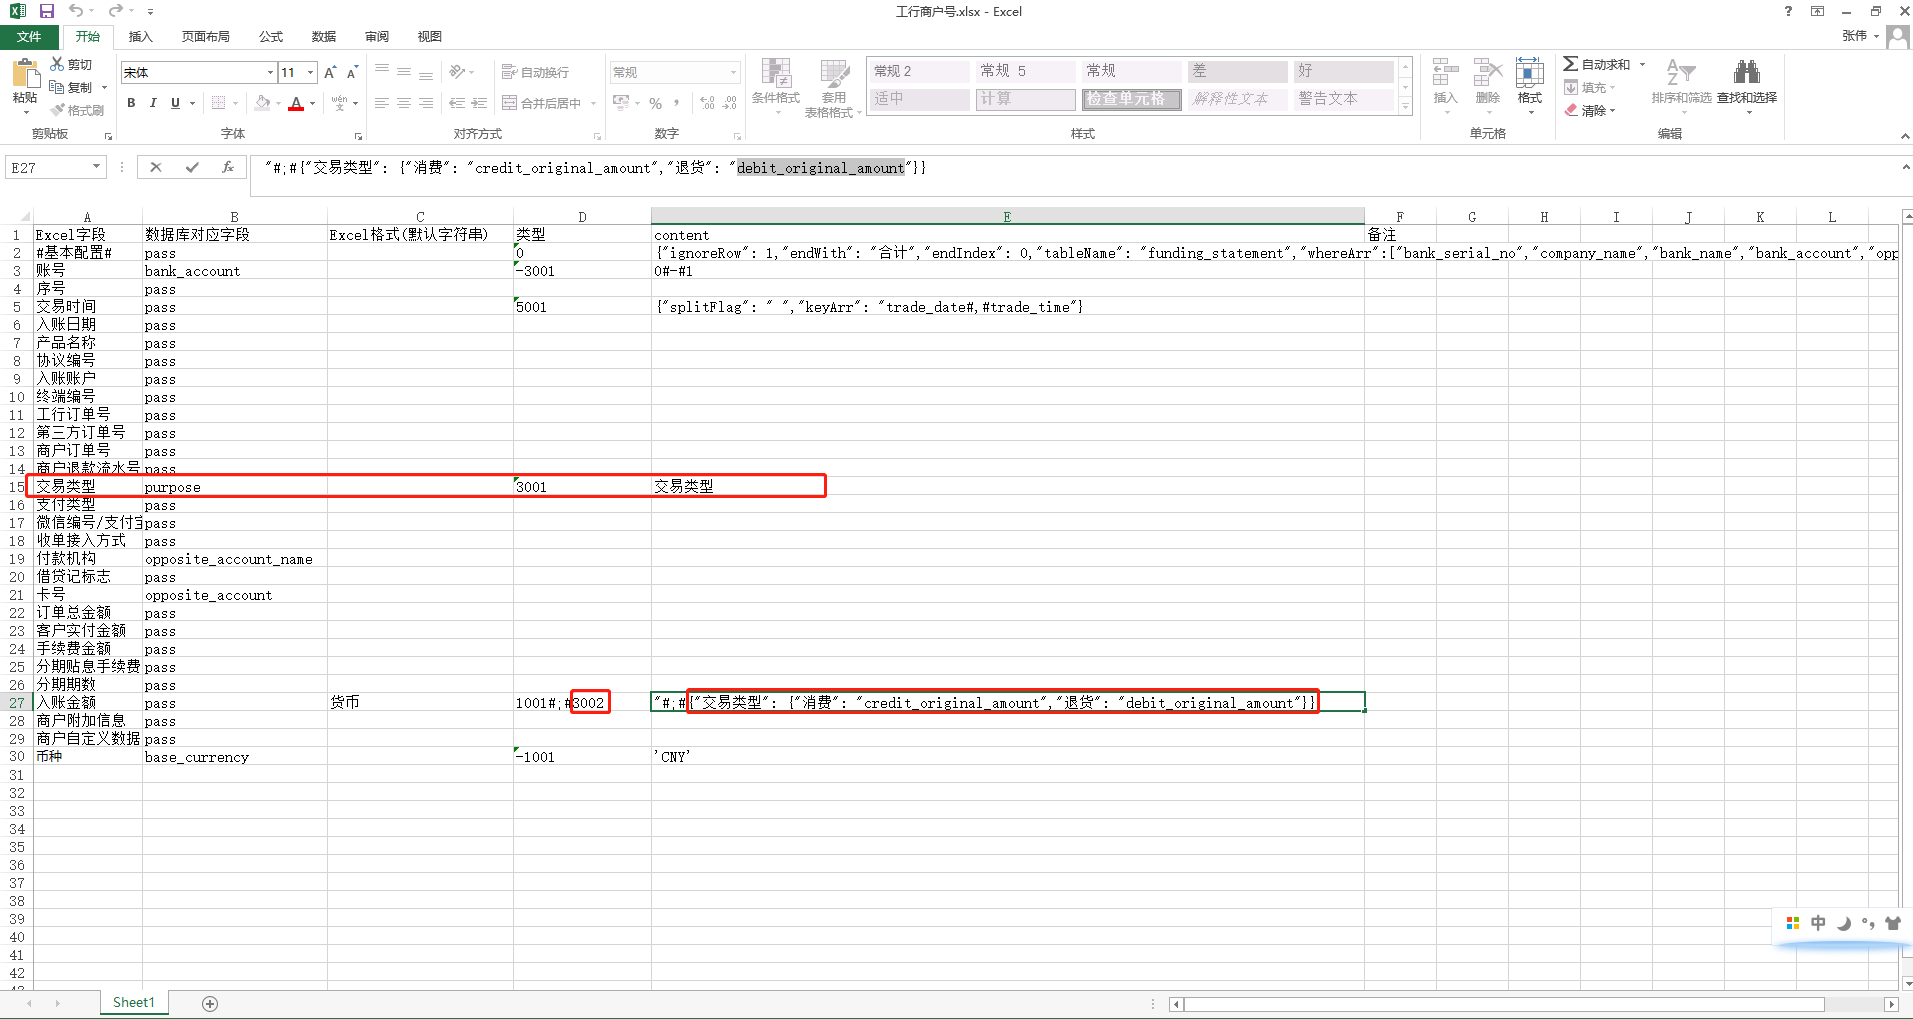 工行商户号.xlsx - Excel
文件 开始 插入 页面布局 公式 数据 审阅 视图 张伟
粘贴 剪切 复制 格式刷 剪贴板
宋体 11 B I U A 字体
自动换行 合并后居中 对齐方式
常规 % 数字
条件格式 套用表格格式
常规 2 常规 5 常规 差 好
适中 计算 检查单元格 解释性文本 警告文本
样式
插入 删除 格式 单元格
自动求和 填充 清除 排序和筛选 查找和选择 编辑
E27 fx "#;#{"交易类型": {"消费": "credit_original_amount","退货": "debit_original_amount"}}
A B C D E F G H I J K L
1 Excel字段 数据库对应字段 Excel格式(默认字符串) 类型 content 备注
2 #基本配置# pass 0 {"ignoreRow": 1,"endWith": "合计","endIndex": 0,"tableName": "funding_statement","whereArr":["bank_serial_no","company_name","bank_name","bank_account","opp
3 账号 bank_account -3001 0#-#1
4 序号 pass
5 交易时间 pass 5001 {"splitFlag": " ","keyArr": "trade_date#,#trade_time"}
6 入账日期 pass
7 产品名称 pass
8 协议编号 pass
9 入账账户 pass
10 终端编号 pass
11 工行订单号 pass
12 第三方订单号 pass
13 商户订单号 pass
14 商户退款流水号 pass
15 交易类型 purpose 3001 交易类型
16 支付类型 pass
17 微信编号/支付宝 pass
18 收单接入方式 pass
19 付款机构 opposite_account_name
20 借贷记标志 pass
21 卡号 opposite_account
22 订单总金额 pass
23 客户实付金额 pass
24 手续费金额 pass
25 分期贴息手续费 pass
26 分期期数 pass
27 入账金额 pass 货币 1001#;#3002 "#;#{"交易类型": {"消费": "credit_original_amount","退货": "debit_original_amount"}}
28 商户附加信息 pass
29 商户自定义数据 pass
30 币种 base_currency -1001 'CNY'
31
32
33
34
35
36
37
38
39
40
41
42
中
Sheet1